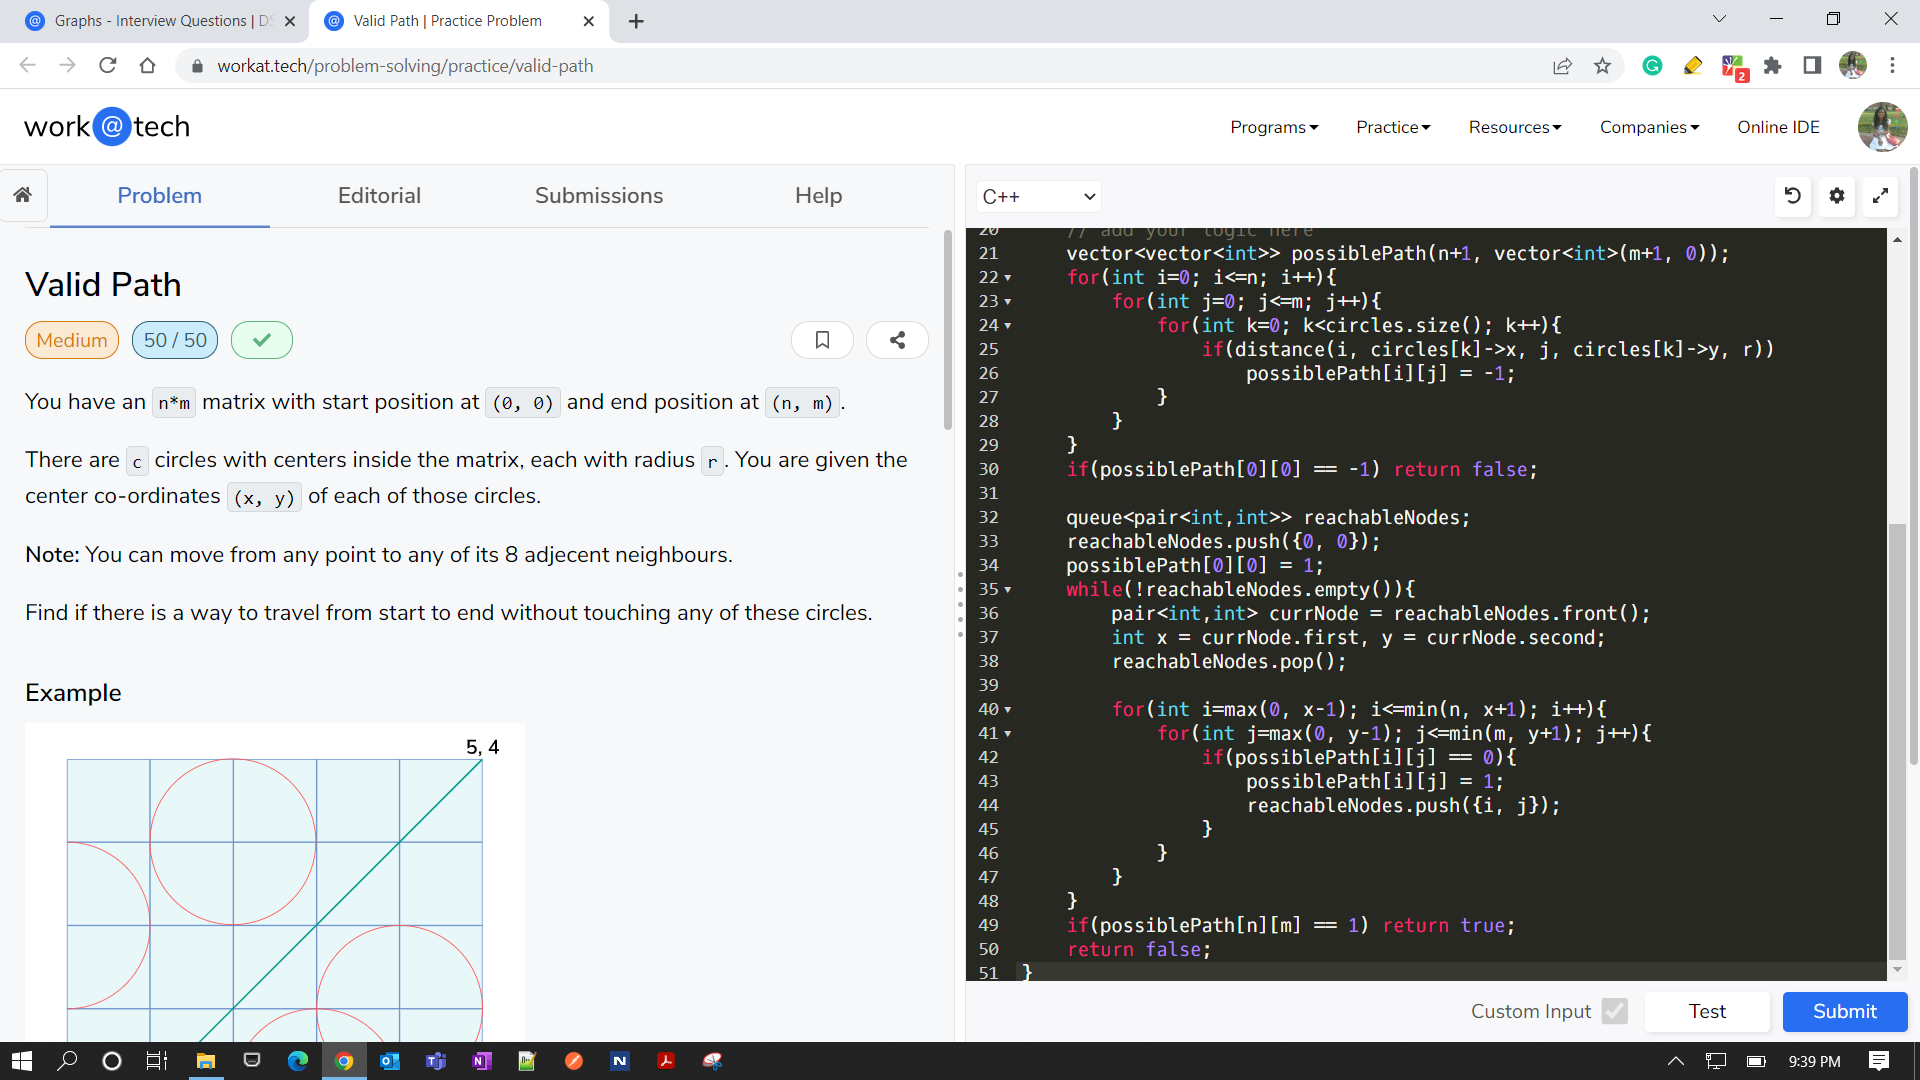 Graphs - Interview Questions | DS
Valid Path | Practice Problem
workat.tech/problem-solving/practice/valid-path
2
work@tech
Programs
Practice
Resources
Companies
Online IDE
Problem
Editorial
Submissions
Help
Valid Path
Medium
50 / 50
You have an n*m matrix with start position at (0, 0) and end position at (n, m).
There are c circles with centers inside the matrix, each with radius r. You are given the
center co-ordinates (x, y) of each of those circles.
Note: You can move from any point to any of its 8 adjecent neighbours.
Find if there is a way to travel from start to end without touching any of these circles.
Example
5, 4
C++
20 // add your logic here
21 vector<vector<int>> possiblePath(n+1, vector<int>(m+1, 0));
22 for(int i=0; i<=n; i++){
23 for(int j=0; j<=m; j++){
24 for(int k=0; k<circles.size(); k++){
25 if(distance(i, circles[k]->x, j, circles[k]->y, r))
26 possiblePath[i][j] = -1;
27 }
28 }
29 }
30 if(possiblePath[0][0] == -1) return false;
31
32 queue<pair<int,int>> reachableNodes;
33 reachableNodes.push({0, 0});
34 possiblePath[0][0] = 1;
35 while(!reachableNodes.empty()){
36 pair<int,int> currNode = reachableNodes.front();
37 int x = currNode.first, y = currNode.second;
38 reachableNodes.pop();
39
40 for(int i=max(0, x-1); i<=min(n, x+1); i++){
41 for(int j=max(0, y-1); j<=min(m, y+1); j++){
42 if(possiblePath[i][j] == 0){
43 possiblePath[i][j] = 1;
44 reachableNodes.push({i, j});
45 }
46 }
47 }
48 }
49 if(possiblePath[n][m] == 1) return true;
50 return false;
51 }
Custom Input
Test
Submit
9:39 PM